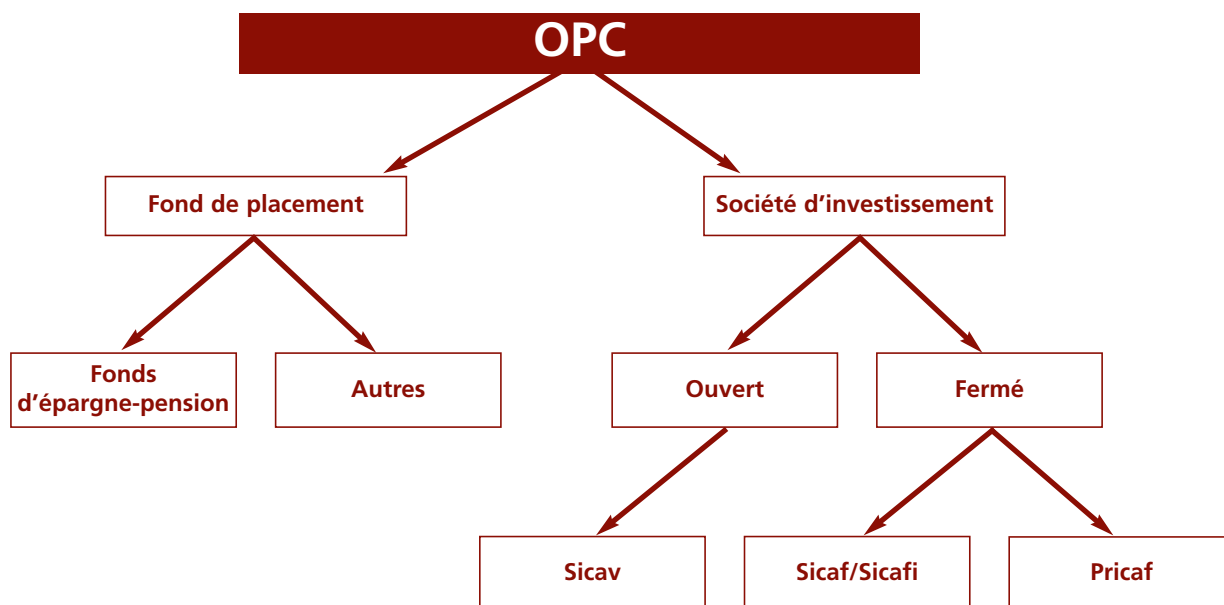 OPC
Fond de placement
Société d'investissement
Fonds
d'épargne-pension
Autres
Ouvert
Fermé
Sicav
Sicaf/Sicafi
Pricaf